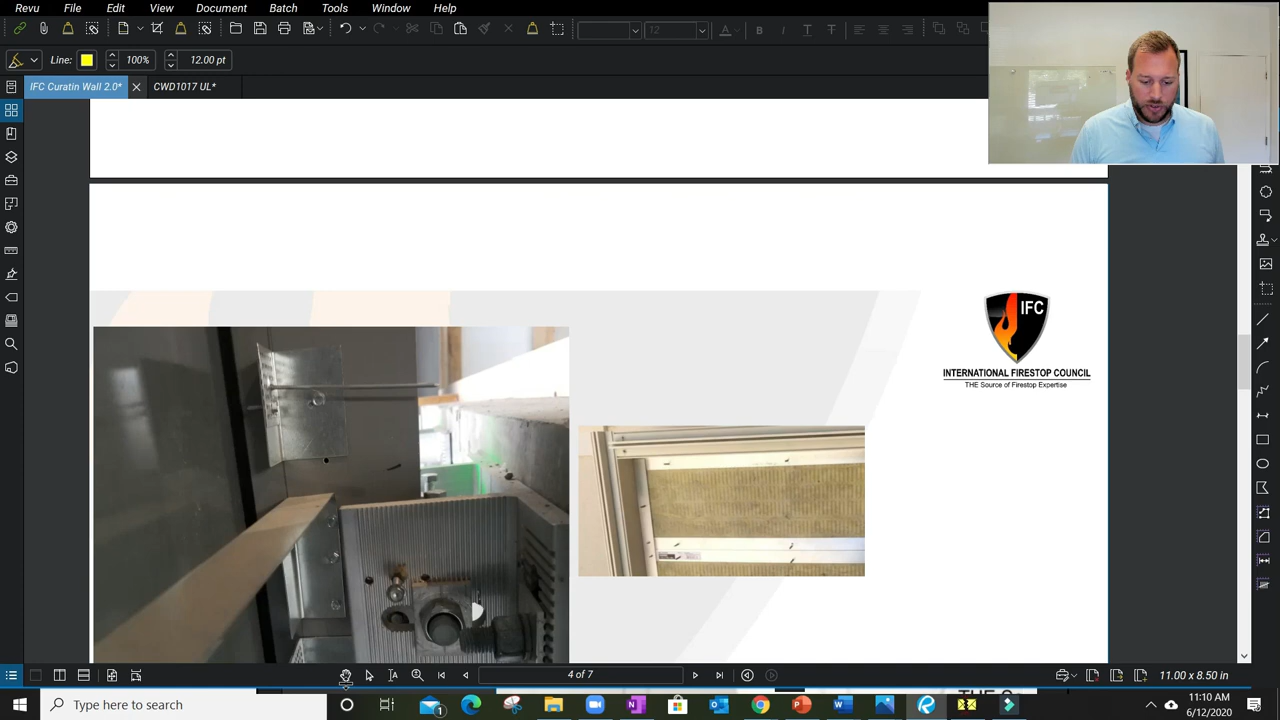 Revu File Edit View Document Batch Tools Window Help
12
Line: 100% 12.00 pt
IFC Curatin Wall 2.0* CWD1017 UL*
IFC
INTERNATIONAL FIRESTOP COUNCIL
THE Source of Firestop Expertise
4 of 7
11.00 x 8.50 in
Type here to search
11:10 AM
6/12/2020